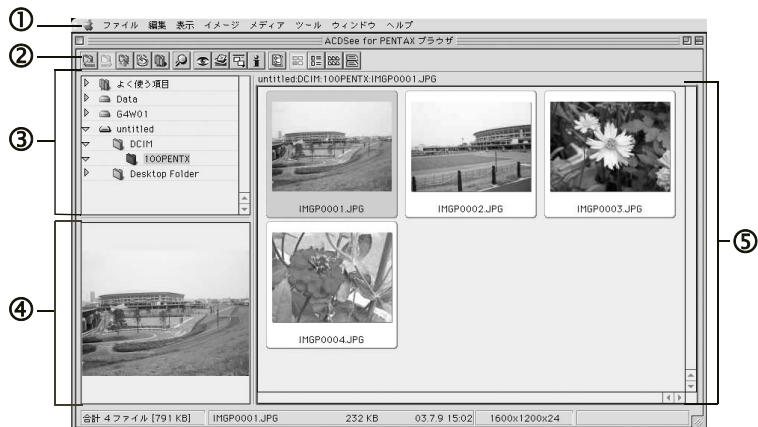 ①
ファイル 編集 表示 イメージ メディア ツール ウィンドウ ヘルプ
ACDSee for PENTAX ブラウザ
②
③
よく使う項目
Data
G4W01
untitled
DCIM
100PENTX
Desktop Folder
untitled:DCIM:100PENTX:IMGP0001.JPG
IMGP0001.JPG
IMGP0002.JPG
IMGP0003.JPG
IMGP0004.JPG
④
⑤
合計 4 ファイル [791 KB]
IMGP0001.JPG 232 KB 03.7.9 15:02
1600x1200x24